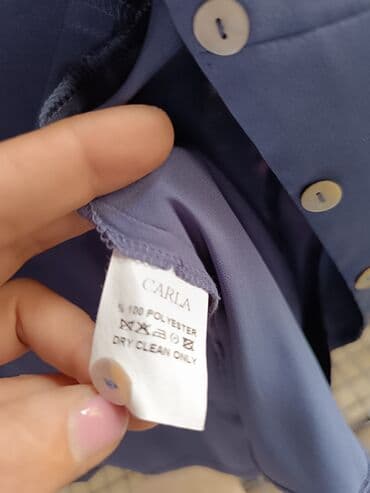 CARLA
% 100 POLYESTER
DRY CLEAN ONLY